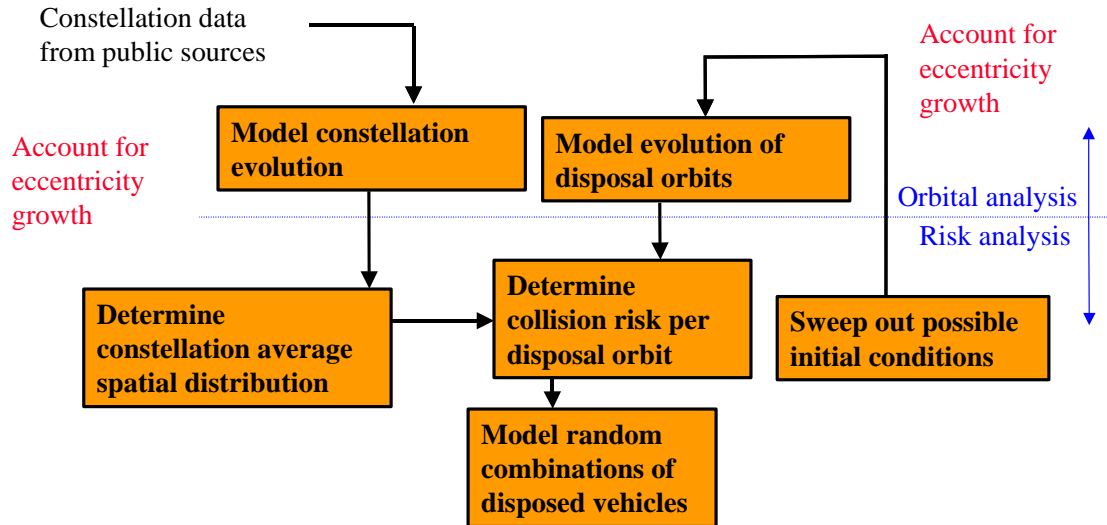 Constellation data
from public sources
Account for
eccentricity
growth
Model constellation
evolution
Model evolution of
disposal orbits
Account for
eccentricity
growth
Orbital analysis
Risk analysis
Determine
constellation average
spatial distribution
Determine
collision risk per
disposal orbit
Sweep out possible
initial conditions
Model random
combinations of
disposed vehicles